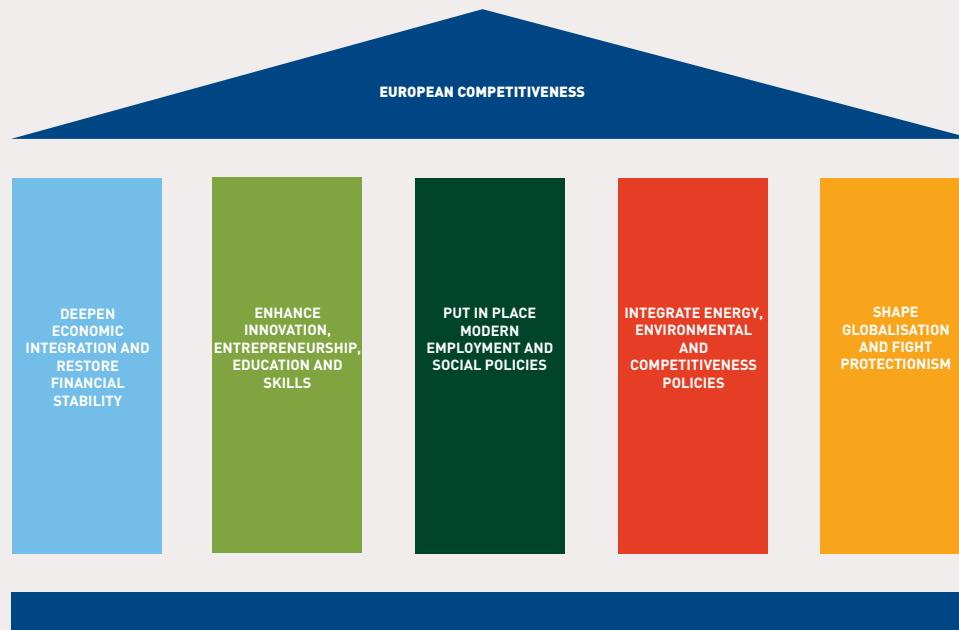 EUROPEAN COMPETITIVENESS
DEEPEN
ECONOMIC
INTEGRATION AND
RESTORE
FINANCIAL
STABILITY
ENHANCE
INNOVATION,
ENTREPRENEURSHIP,
EDUCATION AND
SKILLS
PUT IN PLACE
MODERN
EMPLOYMENT AND
SOCIAL POLICIES
INTEGRATE ENERGY,
ENVIRONMENTAL
AND
COMPETITIVENESS
POLICIES
SHAPE
GLOBALISATION
AND FIGHT
PROTECTIONISM